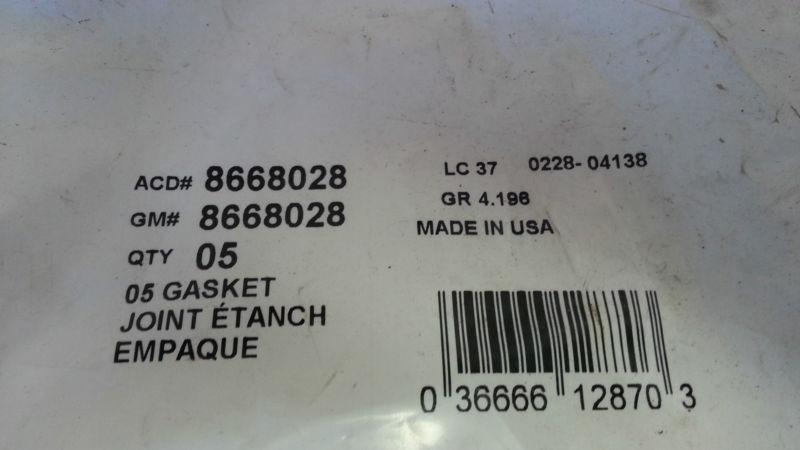 ACD# 8668028
GM# 8668028
QTY 05
05 GASKET
JOINT ÉTANCH
EMPAQUE
LC 37 0228-04138
GR 4.196
MADE IN USA
0 36666 12870 3